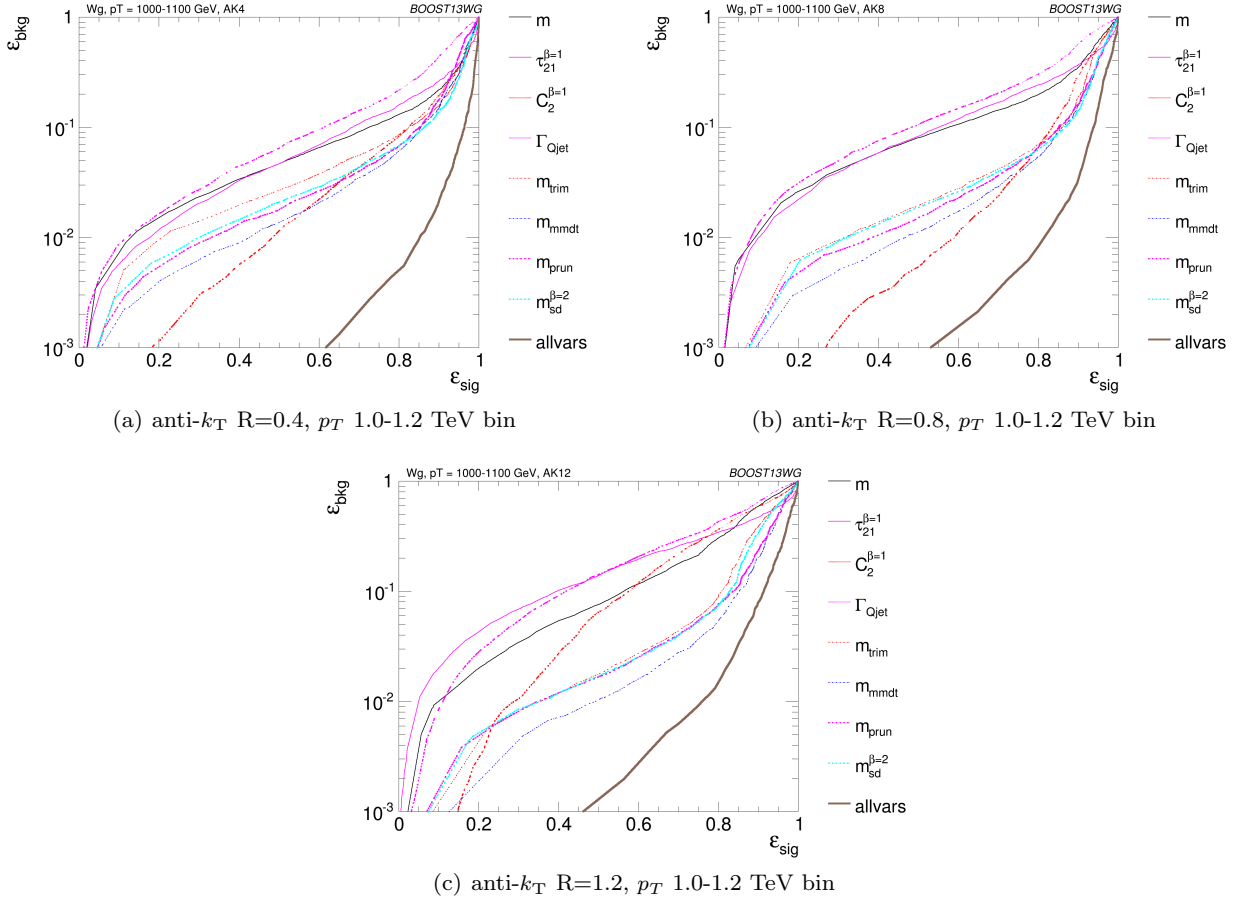 Wg, pT = 1000-1100 GeV, AK4 BOOST13WG
ε_bkg
1
10⁻¹
10⁻²
10⁻³
0 0.2 0.4 0.6 0.8 1
ε_sig
m
τ₂₁^β=1
C₂^β=1
Γ_Qjet
m_trim
m_mmdt
m_prun
m_sd^β=2
allvars
(a) anti-k_T R=0.4, p_T 1.0-1.2 TeV bin
Wg, pT = 1000-1100 GeV, AK8 BOOST13WG
ε_bkg
1
10⁻¹
10⁻²
10⁻³
0 0.2 0.4 0.6 0.8 1
ε_sig
m
τ₂₁^β=1
C₂^β=1
Γ_Qjet
m_trim
m_mmdt
m_prun
m_sd^β=2
allvars
(b) anti-k_T R=0.8, p_T 1.0-1.2 TeV bin
Wg, pT = 1000-1100 GeV, AK12 BOOST13WG
ε_bkg
1
10⁻¹
10⁻²
10⁻³
0 0.2 0.4 0.6 0.8 1
ε_sig
m
τ₂₁^β=1
C₂^β=1
Γ_Qjet
m_trim
m_mmdt
m_prun
m_sd^β=2
allvars
(c) anti-k_T R=1.2, p_T 1.0-1.2 TeV bin